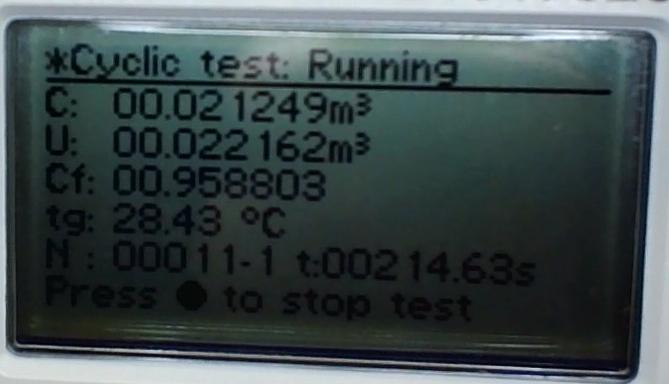 *Cyclic test: Running
C: 00.021249m³
U: 00.022162m³
Cf: 00.958803
tg: 28.43 °C
N : 00011-1 t:00214.63s
Press ● to stop test